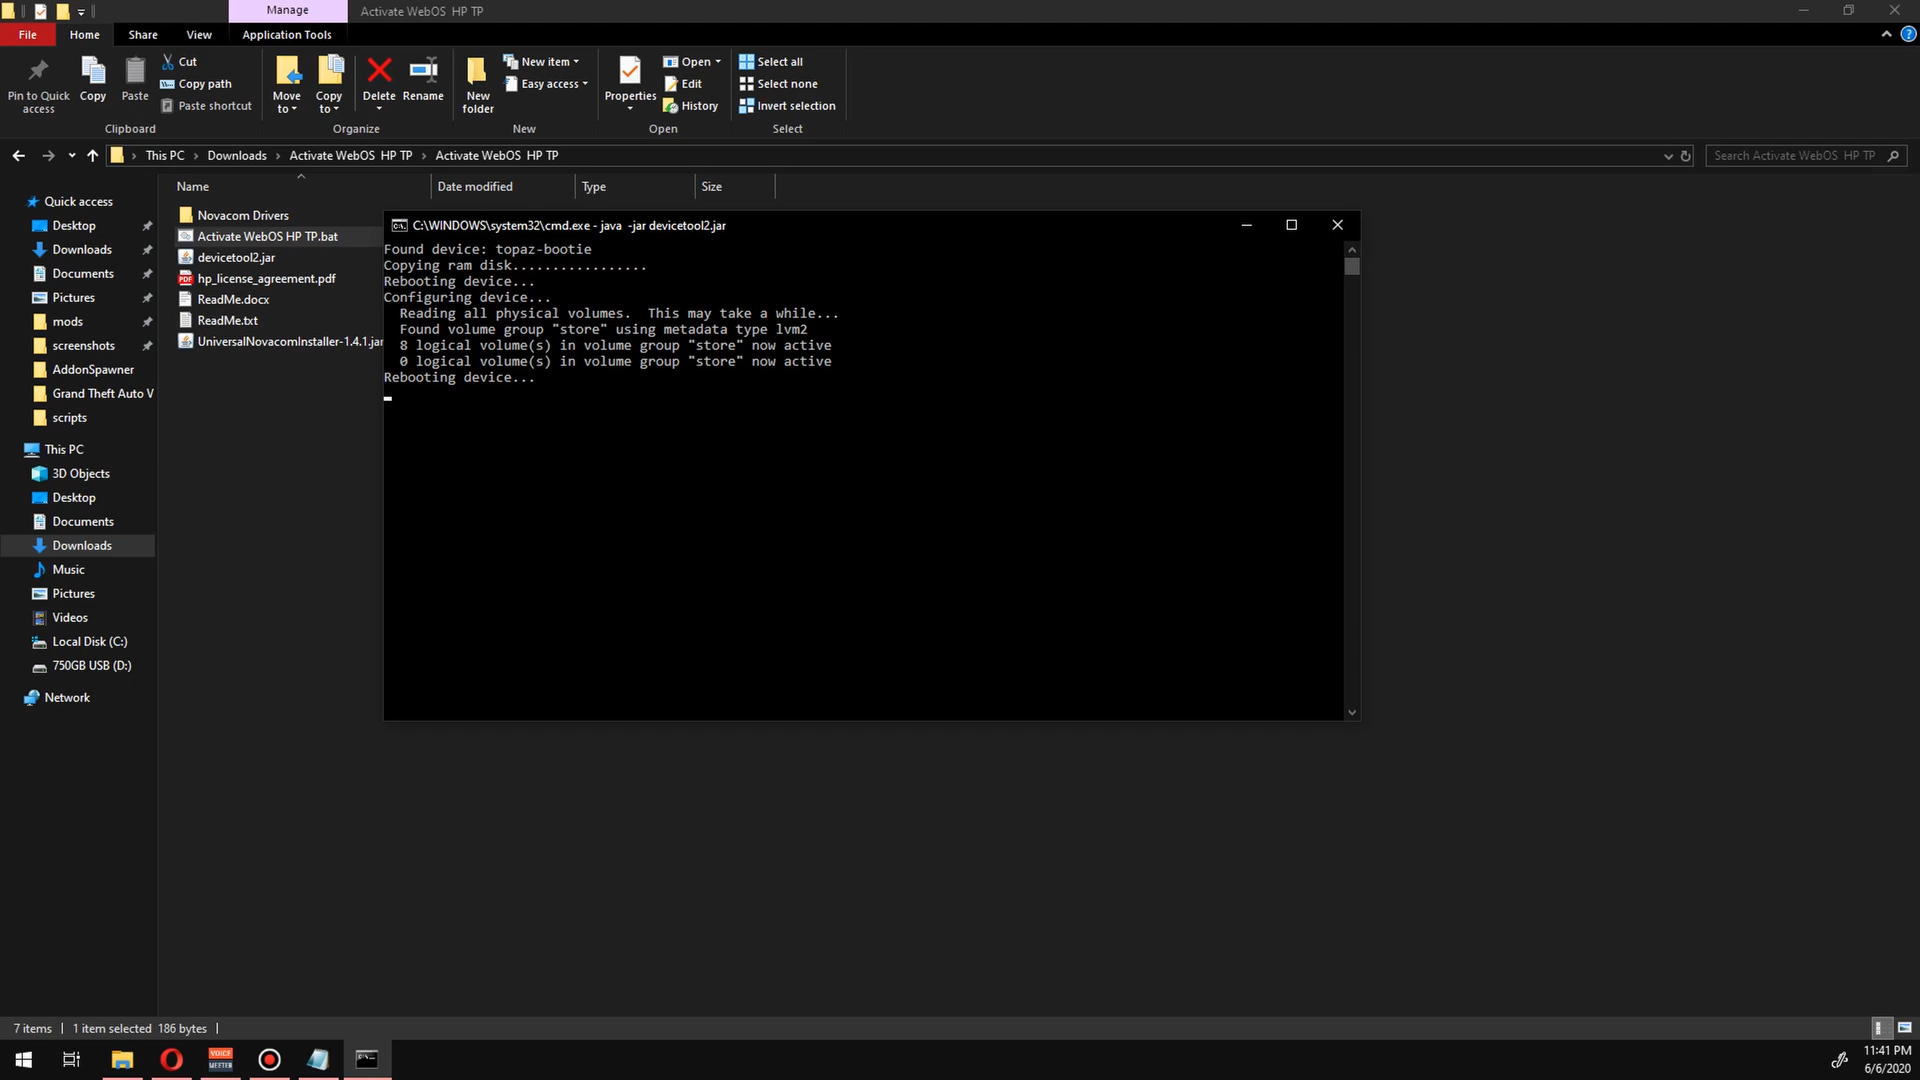 Manage
Activate WebOS  HP TP
File
Home
Share
View
Application Tools
Pin to Quick access
Copy
Paste
Cut
Copy path
Paste shortcut
Clipboard
Move to
Copy to
Delete
Rename
Organize
New folder
New item
Easy access
New
Properties
Open
Edit
History
Open
Select all
Select none
Invert selection
Select
This PC
Downloads
Activate WebOS  HP TP
Activate WebOS  HP TP
Search Activate WebOS  HP TP
Name
Date modified
Type
Size
Quick access
Desktop
Downloads
Documents
Pictures
mods
screenshots
AddonSpawner
Grand Theft Auto V
scripts
This PC
3D Objects
Desktop
Documents
Downloads
Music
Pictures
Videos
Local Disk (C:)
750GB USB (D:)
Network
Novacom Drivers
Activate WebOS HP TP.bat
devicetool2.jar
PDF
hp_license_agreement.pdf
ReadMe.docx
ReadMe.txt
UniversalNovacomInstaller-1.4.1.jar
C:\WINDOWS\system32\cmd.exe - java  -jar devicetool2.jar
Found device: topaz-bootie
Copying ram disk.................
Rebooting device...
Configuring device...
Reading all physical volumes.  This may take a while...
Found volume group "store" using metadata type lvm2
8 logical volume(s) in volume group "store" now active
0 logical volume(s) in volume group "store" now active
Rebooting device...
7 items
1 item selected  186 bytes
VOICE
MEETER
11:41 PM
6/6/2020